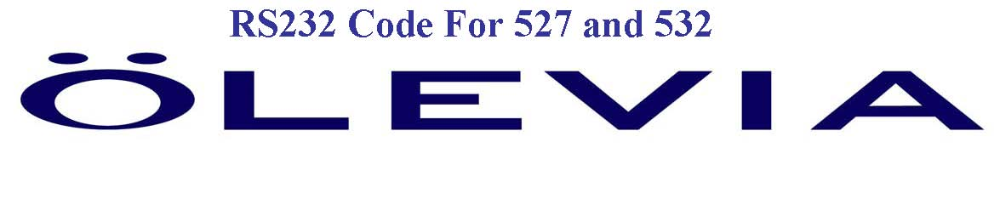 RS232 Code For 527 and 532
ÖLEVIA